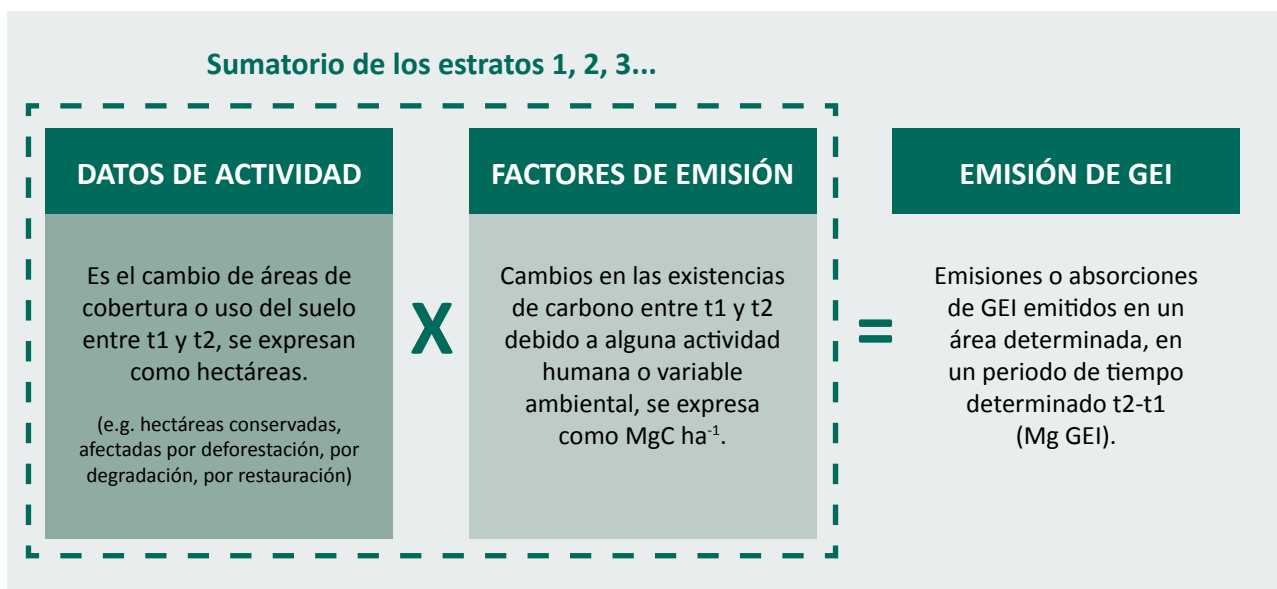 Sumatorio de los estratos 1, 2, 3...
DATOS DE ACTIVIDAD
Es el cambio de áreas de
cobertura o uso del suelo
entre t1 y t2, se expresan
como hectáreas.
(e.g. hectáreas conservadas,
afectadas por deforestación, por
degradación, por restauración)
X
FACTORES DE EMISIÓN
Cambios en las existencias
de carbono entre t1 y t2
debido a alguna actividad
humana o variable
ambiental, se expresa
como MgC ha⁻¹.
=
EMISIÓN DE GEI
Emisiones o absorciones
de GEI emitidos en un
área determinada, en
un periodo de tiempo
determinado t2-t1
(Mg GEI).